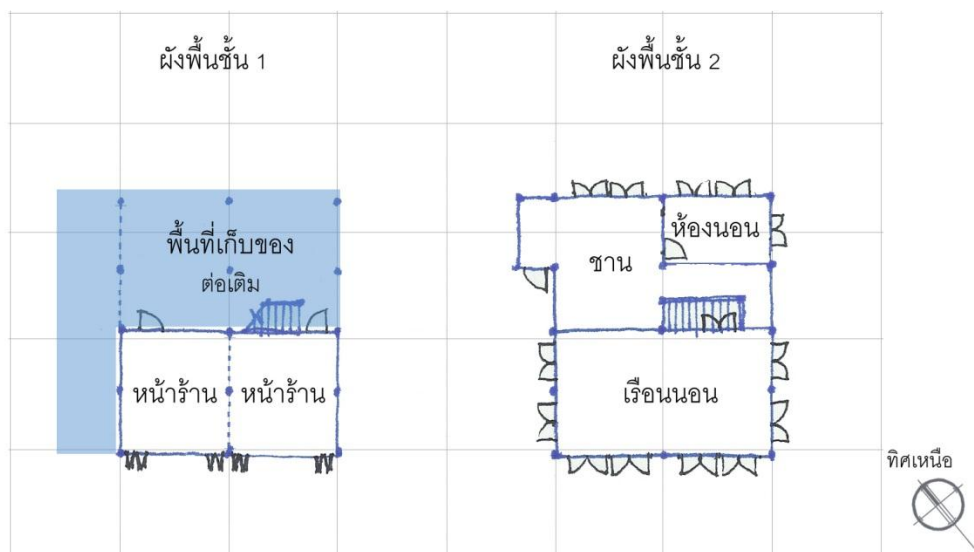 ผังพื้นชั้น 1
ผังพื้นชั้น 2
พื้นที่เก็บของ
ต่อเติม
หน้าร้าน
หน้าร้าน
ห้องนอน
ชาน
เรือนนอน
ทิศเหนือ